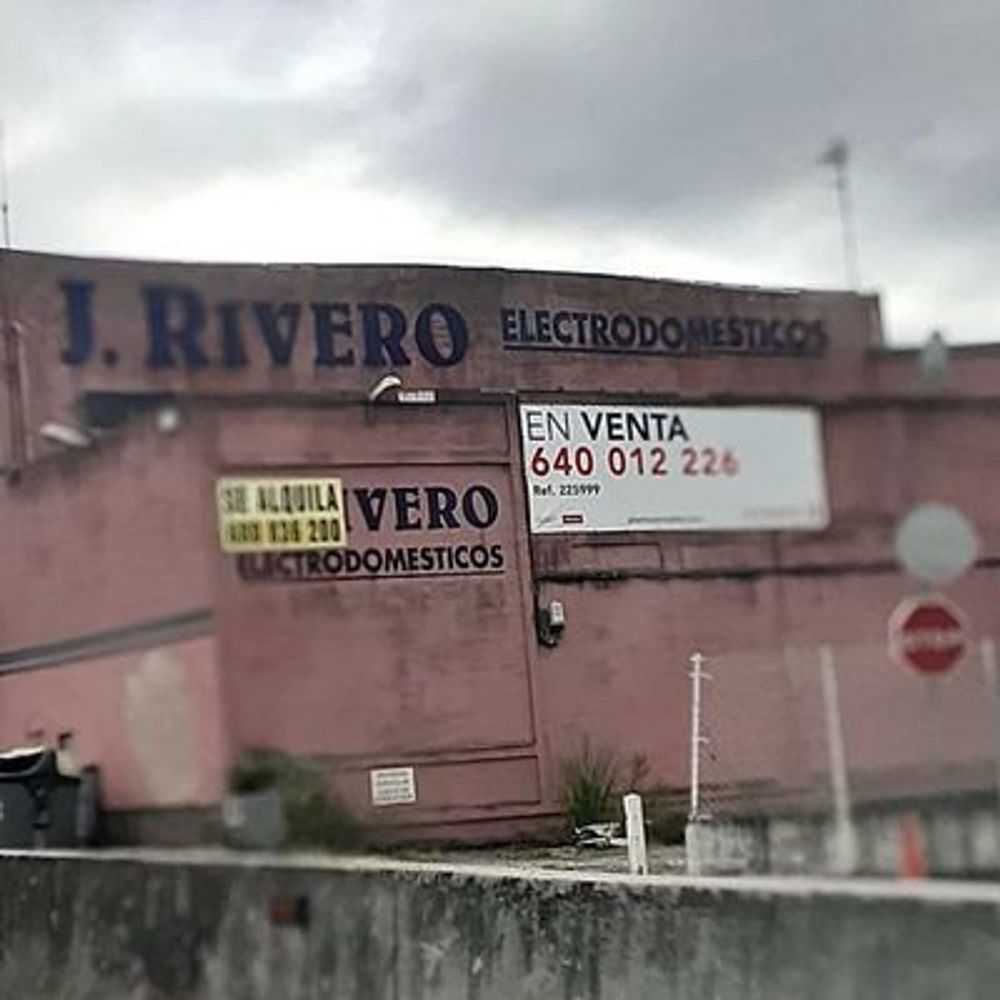 J. RIVERO ELECTRODOMESTICOS
EN VENTA
640 012 226
Ref. 225999
SE ALQUILA
IVERO
ELECTRODOMESTICOS